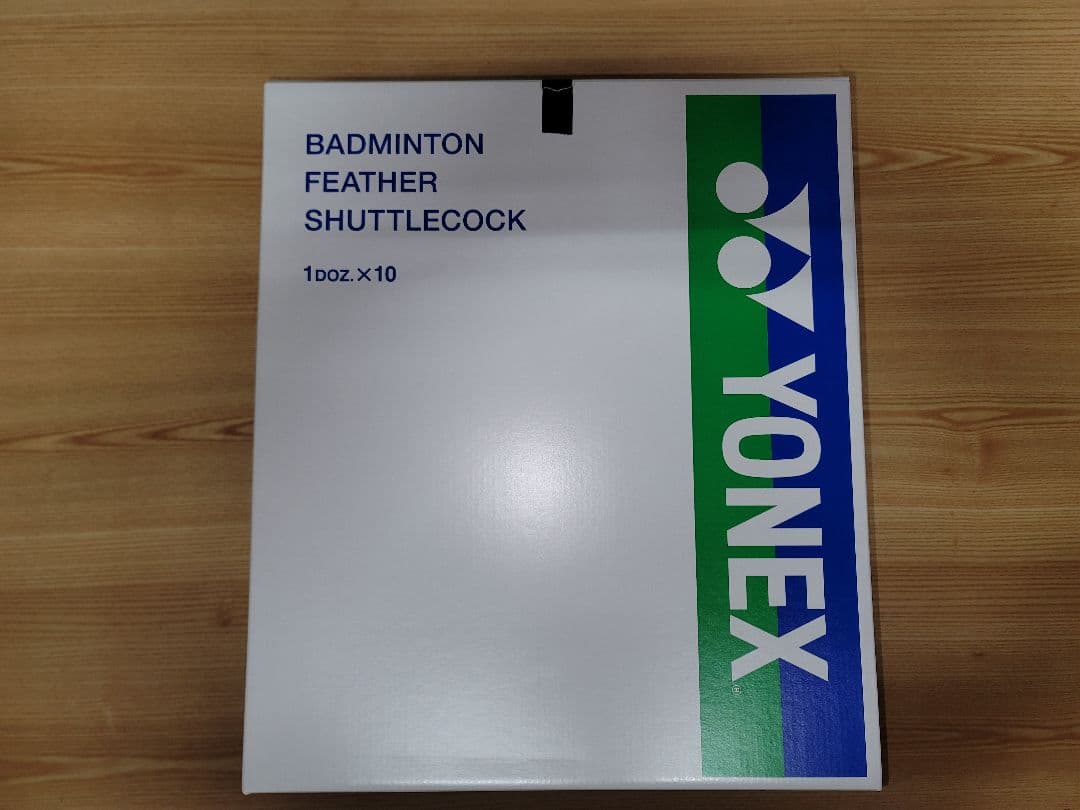 BADMINTON
FEATHER
SHUTTLECOCK
1DOZ.×10
YONEX®